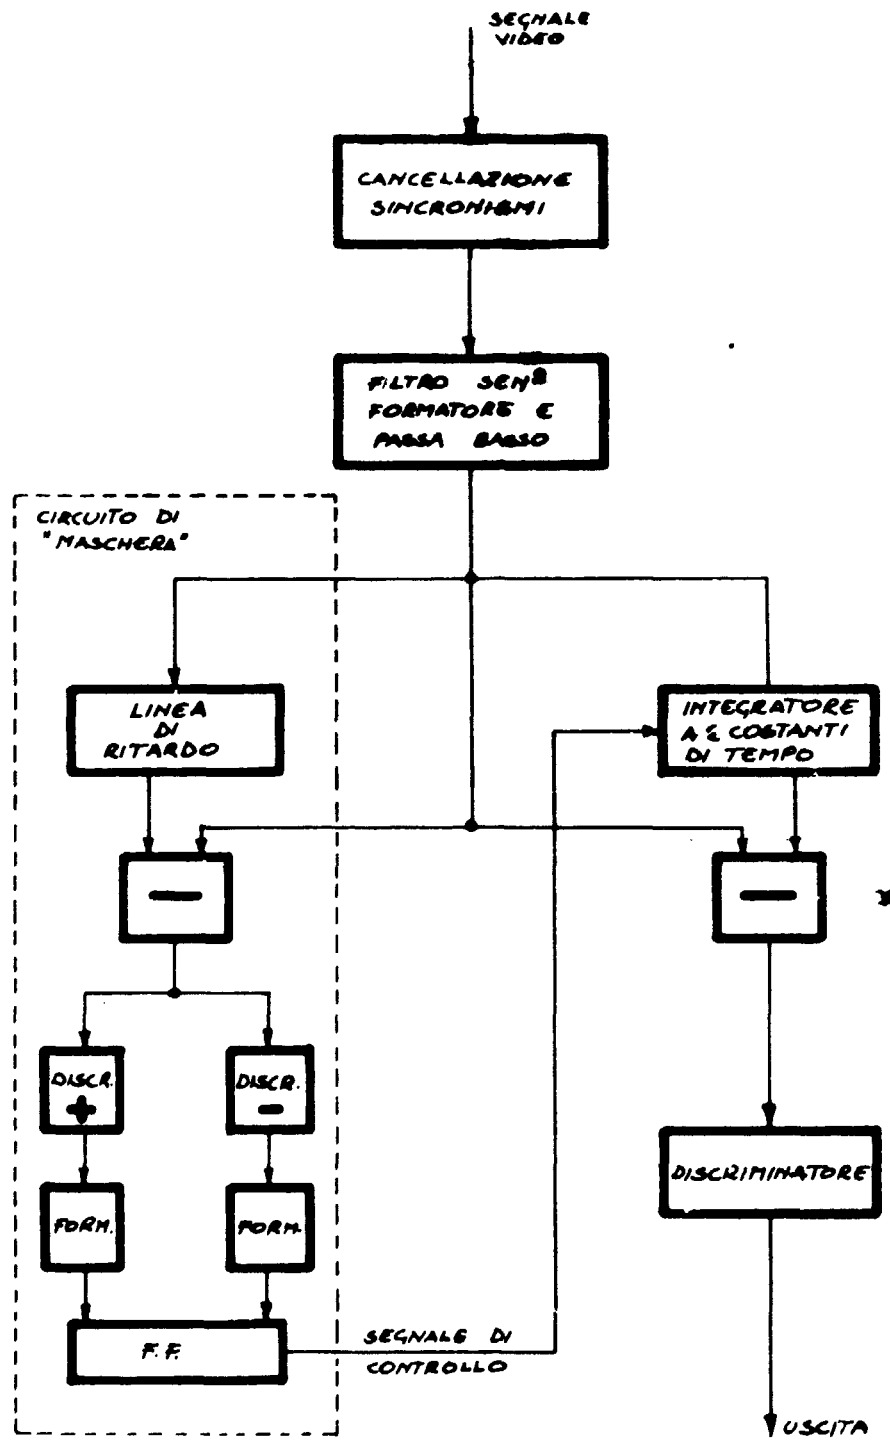 SEGNALE
VIDEO
CANCELLAZIONE
SINCRONISMI
FILTRO SEN²
FORMATORE E
PASSA BASSO
CIRCUITO DI
"MASCHERA"
LINEA
DI
RITARDO
INTEGRATORE
A 2 COSTANTI
DI TEMPO
—
—
DISCR.
+
DISCR.
-
FORM.
FORM.
DISCRIMINATORE
F.F.
SEGNALE DI
CONTROLLO
USCITA